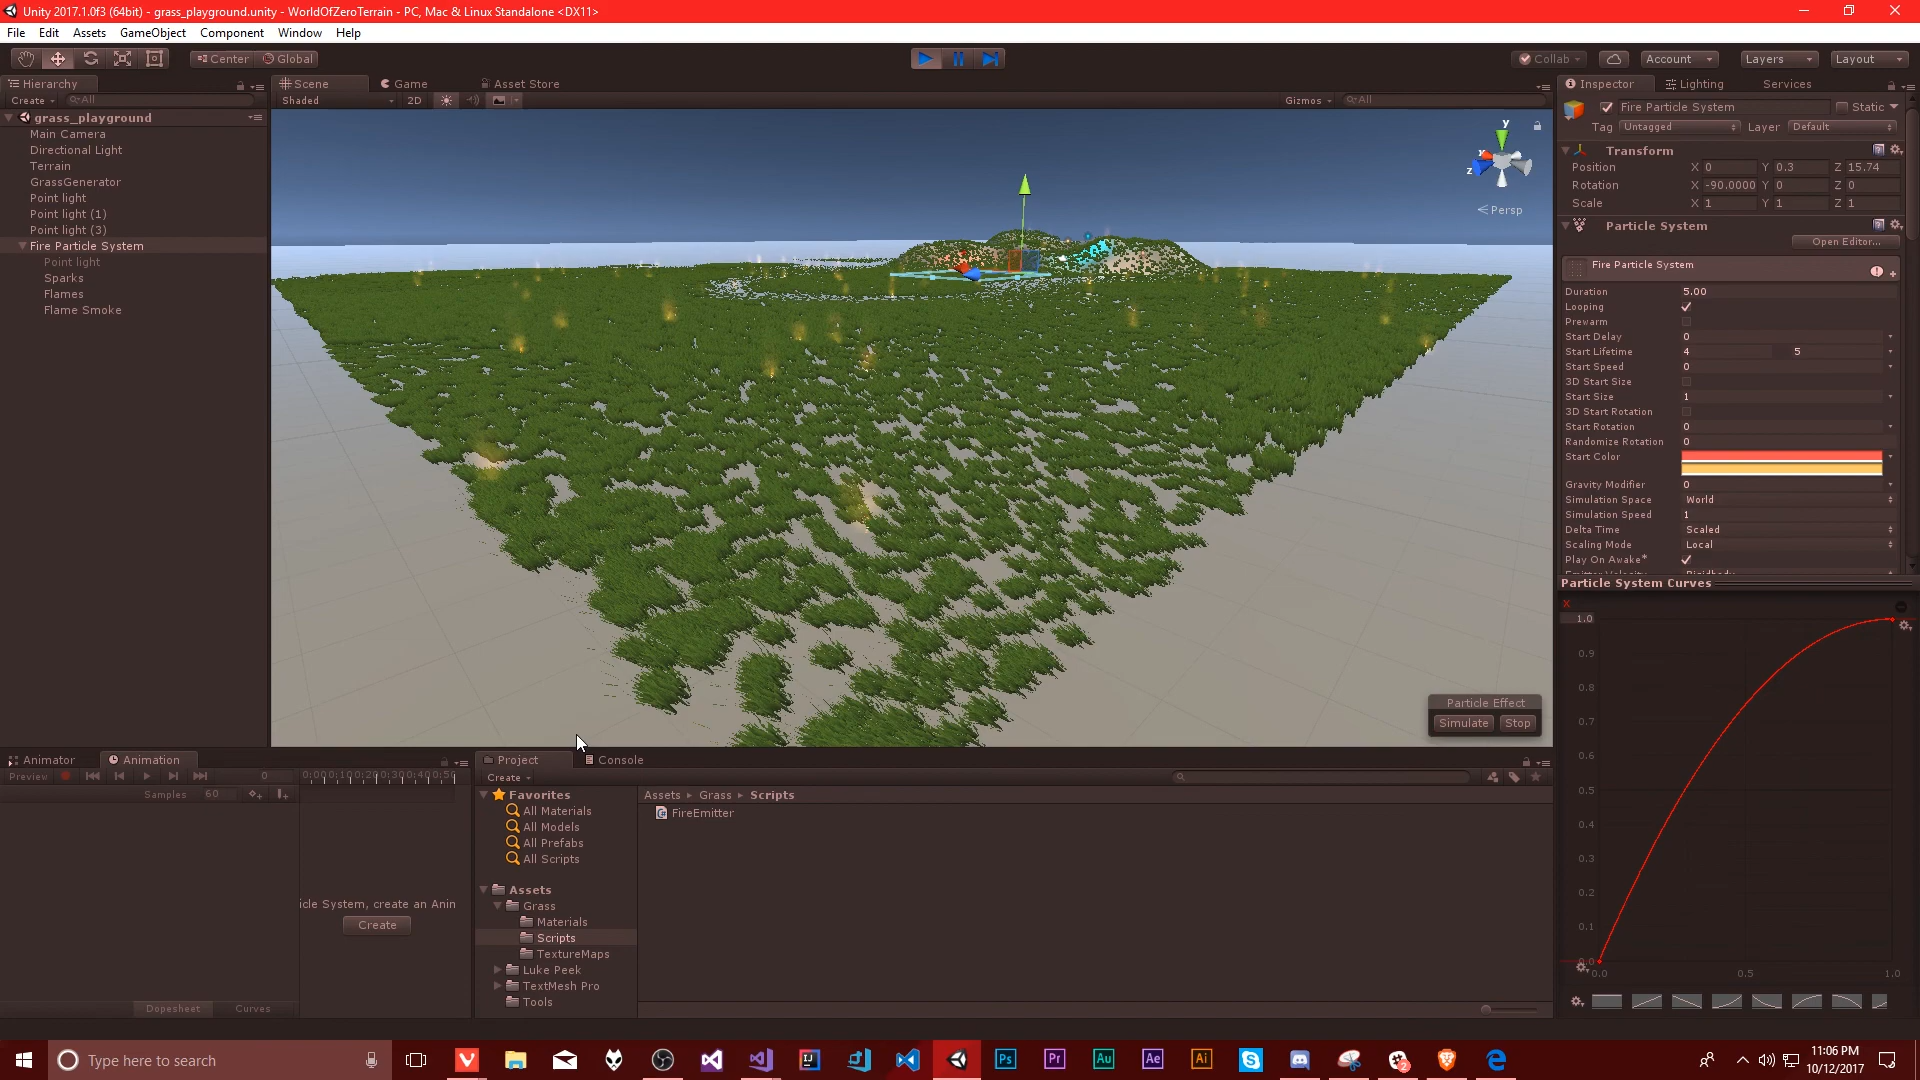 Unity 2017.1.0f3 (64bit) - grass_playground.unity - WorldOfZeroTerrain - PC, Mac & Linux Standalone <DX11>
File Edit Assets GameObject Component Window Help
Center Global Collab Account Layers Layout
Hierarchy
Create All
grass_playground
Main Camera
Directional Light
Terrain
GrassGenerator
Point light
Point light (1)
Point light (3)
Fire Particle System
Point light
Sparks
Flames
Flame Smoke
Scene Game Asset Store
Shaded 2D Gizmos All
y
x
z
Persp
Particle Effect
Simulate Stop
Inspector Lighting Services
Fire Particle System Static
Tag Untagged Layer Default
Transform
Position X 0 Y 0.3 Z 15.74
Rotation X -90.0000 Y 0 Z 0
Scale X 1 Y 1 Z 1
Particle System
Open Editor...
Fire Particle System
Duration 5.00
Looping
Prewarm
Start Delay 0
Start Lifetime 4 5
Start Speed 0
3D Start Size
Start Size 1
3D Start Rotation
Start Rotation 0
Randomize Rotation 0
Start Color
Gravity Modifier 0
Simulation Space World
Simulation Speed 1
Delta Time Scaled
Scaling Mode Local
Play On Awake*
Particle System Curves
1.0
0.9
0.8
0.7
0.6
0.5
0.4
0.3
0.2
0.1
0.0
0.0 0.5 1.0
Animator Animation
Preview 0
Samples 60
icle System, create an Anin
Create
Dopesheet Curves
Project Console
Create
Favorites
All Materials
All Models
All Prefabs
All Scripts
Assets
Grass
Materials
Scripts
TextureMaps
Luke Peek
TextMesh Pro
Tools
Assets Grass Scripts
FireEmitter
Type here to search
Ps Pr Au Ae Ai
2
11:06 PM
10/12/2017